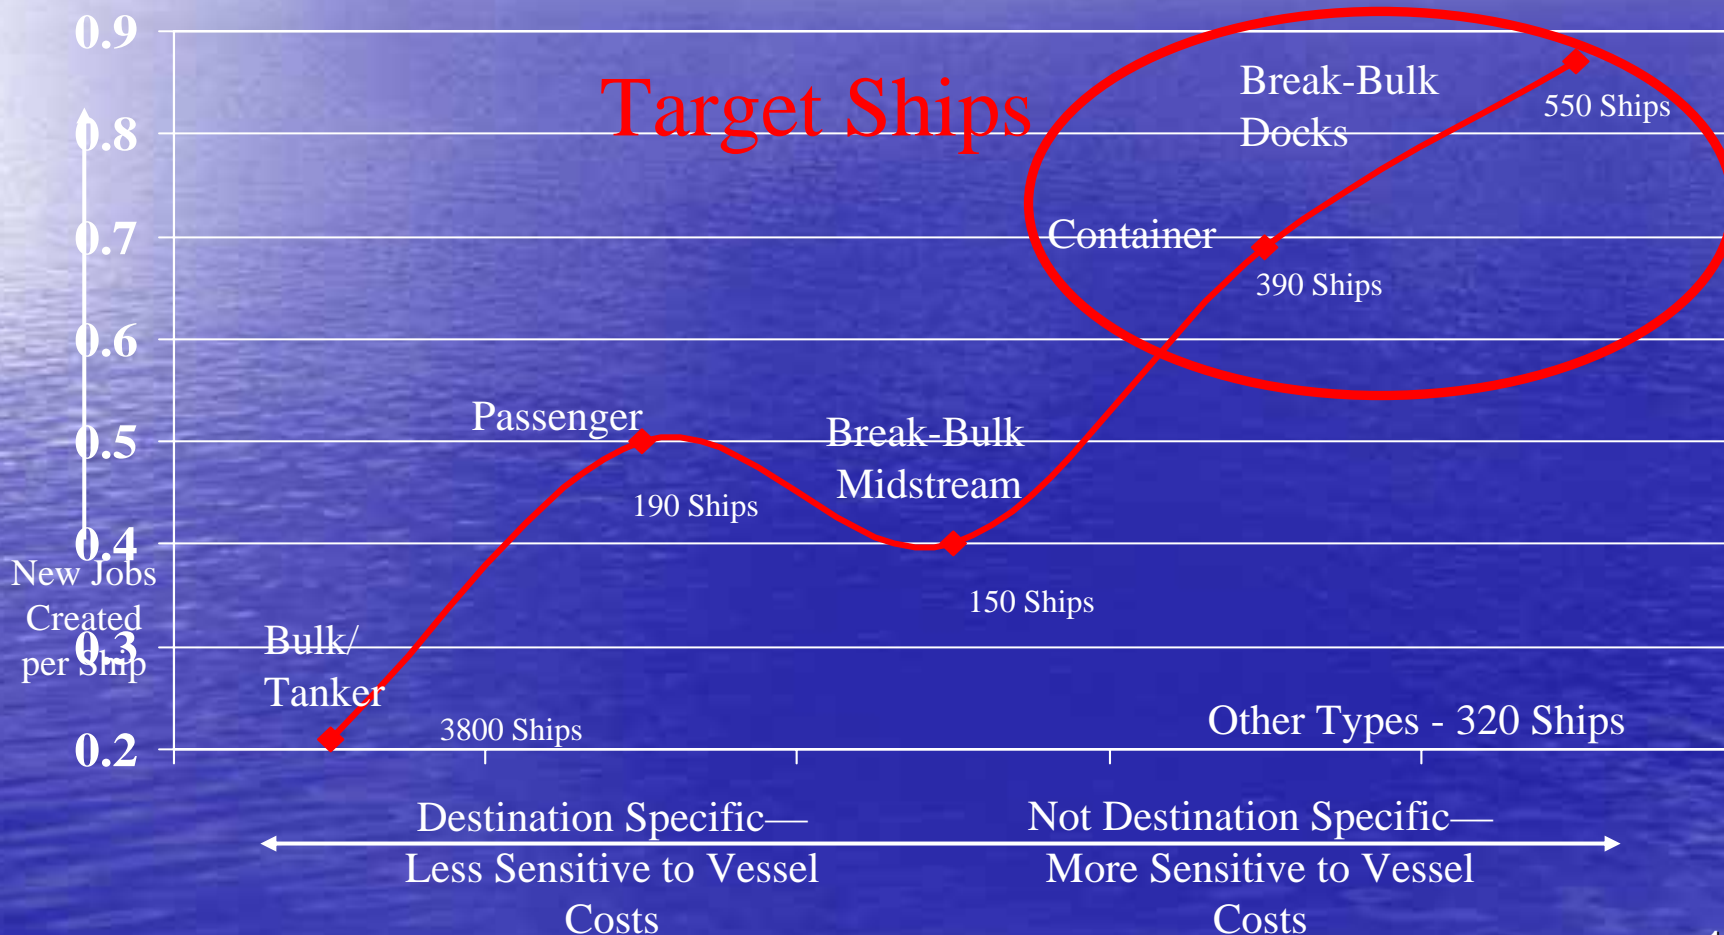 Target Ships
0.9
0.8
0.7
0.6
0.5
0.4
0.3
0.2
New Jobs
Created
per Ship
Break-Bulk
Docks
550 Ships
Container
390 Ships
Passenger
190 Ships
Break-Bulk
Midstream
150 Ships
Bulk/
Tanker
3800 Ships
Other Types - 320 Ships
Destination Specific—
Less Sensitive to Vessel
Costs
Not Destination Specific—
More Sensitive to Vessel
Costs